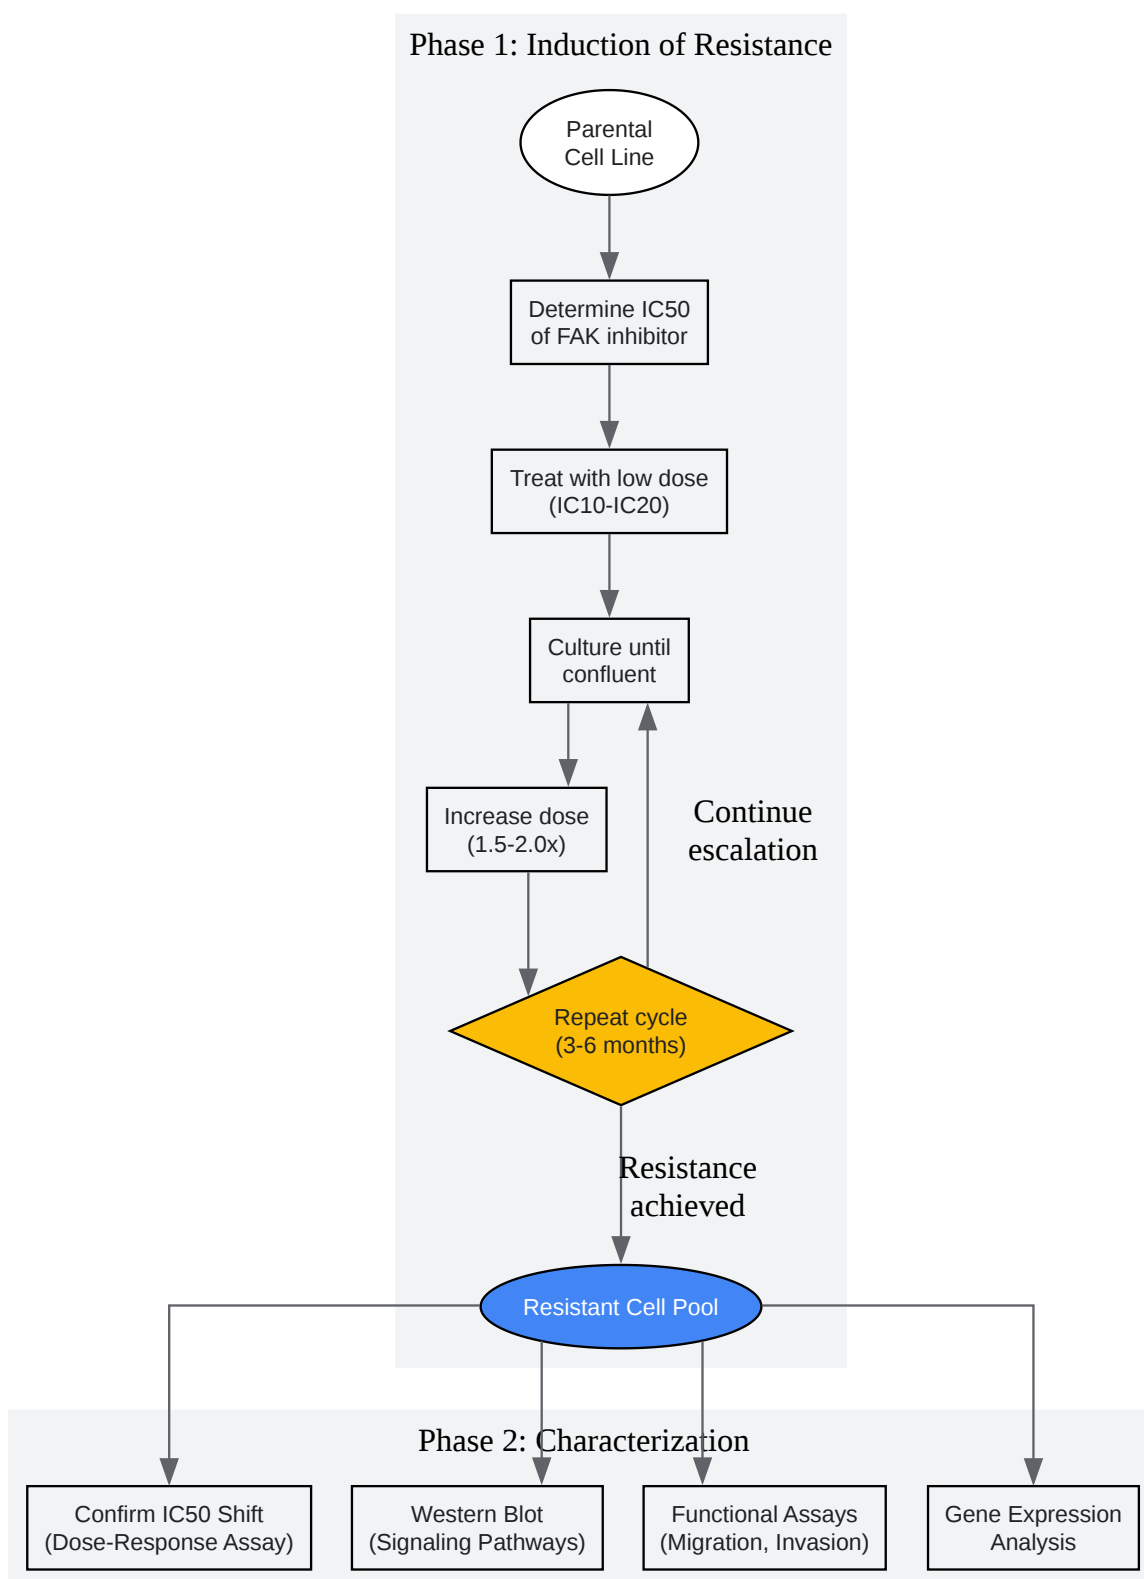 Phase 1: Induction of Resistance
Parental
Cell Line
Determine IC50
of FAK inhibitor
Treat with low dose
(IC10-IC20)
Culture until
confluent
Increase dose
(1.5-2.0x)
Continue
escalation
Repeat cycle
(3-6 months)
Resistance
achieved
Resistant Cell Pool
Phase 2: Characterization
Confirm IC50 Shift
(Dose-Response Assay)
Western Blot
(Signaling Pathways)
Functional Assays
(Migration, Invasion)
Gene Expression
Analysis